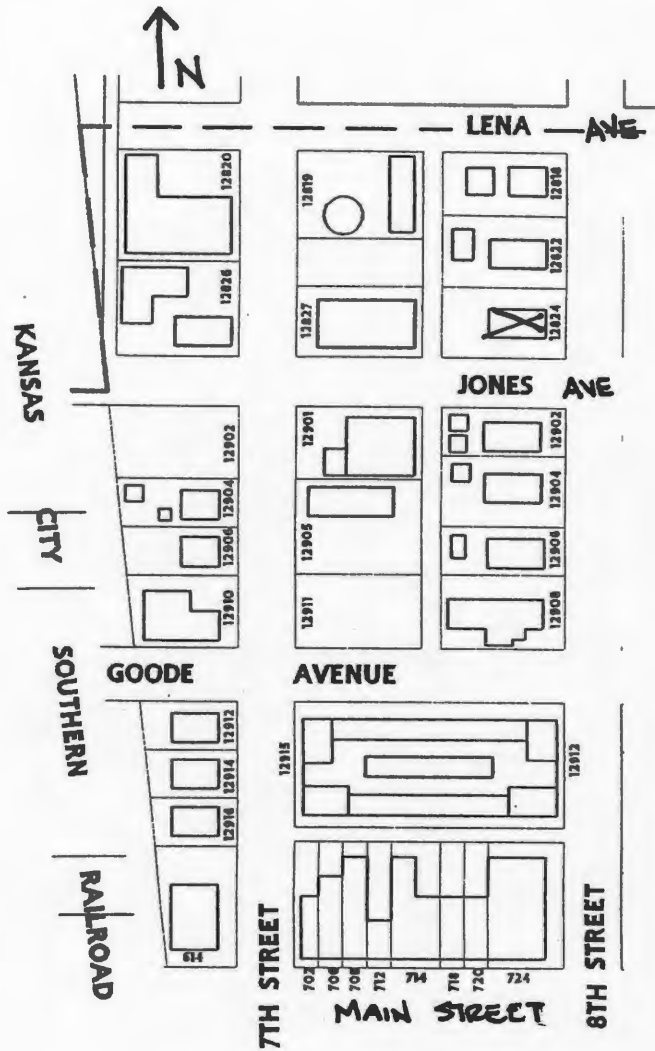 N
LENA AVE
12820
12819
12818
12826
12822
12827
12824
KANSAS
JONES AVE
12902
12901
12902
12904
12904
CITY
12906
12905
12906
12910
12911
12908
SOUTHERN
GOODE AVENUE
12912
12915
12912
12914
12916
RAILROAD
614
7TH STREET
8TH STREET
702
706
708
712
714
718
720
724
MAIN STREET